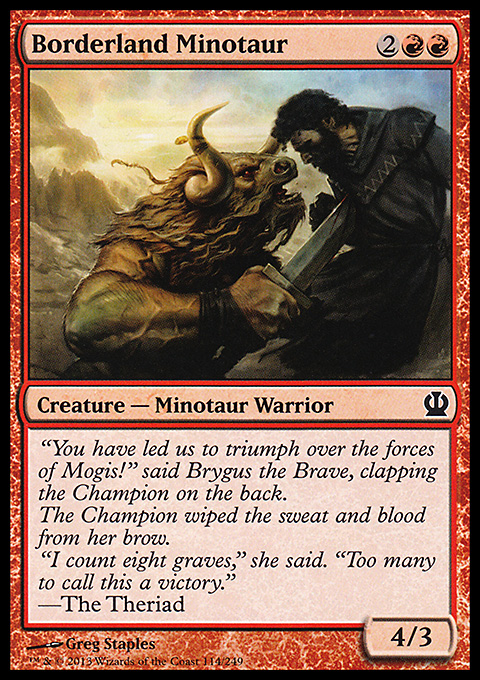 Borderland Minotaur 2
Creature — Minotaur Warrior
“You have led us to triumph over the forces
of Mogis!” said Brygus the Brave, clapping
the Champion on the back.
The Champion wiped the sweat and blood
from her brow.
“I count eight graves,” she said. “Too many
to call this a victory.”
—The Theriad
4/3
Greg Staples
™ & © 2013 Wizards of the Coast 114/249